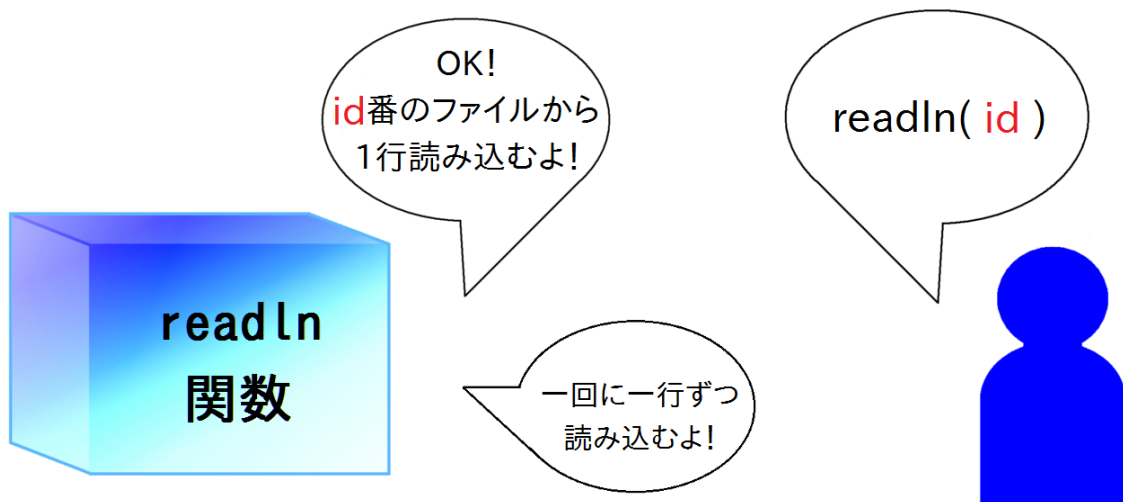 OK!
id番のファイルから
1行読み込むよ!
readln( id )
readln
関数
一回に一行ずつ
読み込むよ!